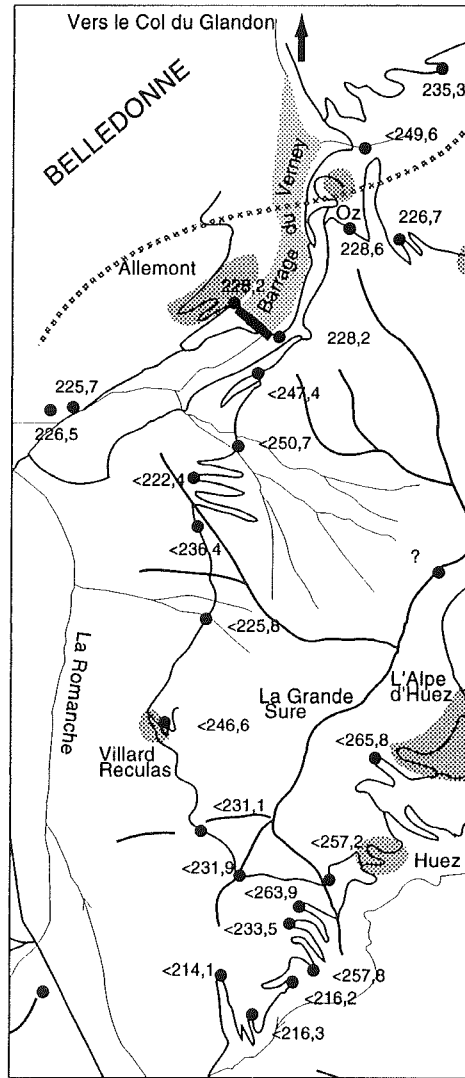 Vers le Col du Glandon
235,3
BELLEDONNE
<249,6
Barrage du Verney
Oz
226,7
228,6
Allemont
228,2
228,2
<247,4
225,7
226,5
<250,7
<222,4
<236,4
?
<225,8
La Romanche
L'Alpe
d'Huez
La Grande
Sure
<246,6
<265,8
Villard
Reculas
<231,1
<257,2
Huez
<231,9
<263,9
<233,5
<214,1
<257,8
<216,2
<216,3